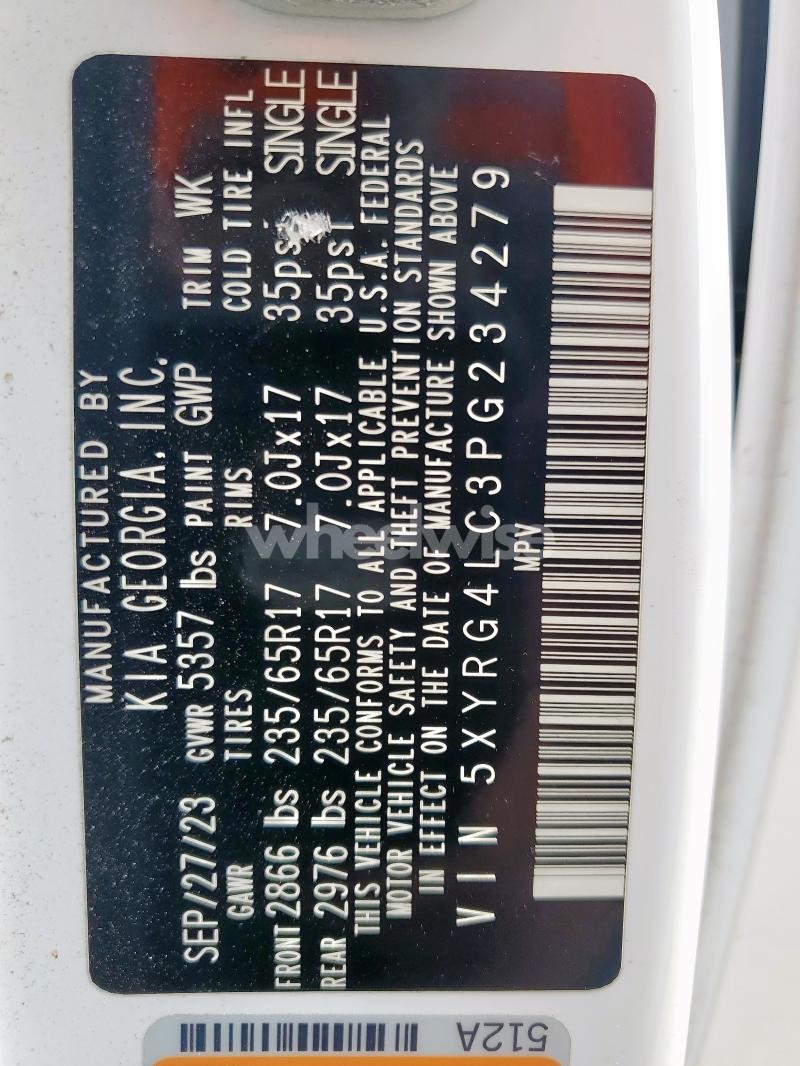 MANUFACTURED BY
KIA GEORGIA, INC.
SEP/27/23 GVWR 5357 lbs PAINT GWP TRIM WK
GAWR TIRES RIMS COLD TIRE INFL
FRONT 2866 lbs 235/65R17 7.0Jx17 35psi SINGLE
REAR 2976 lbs 235/65R17 7.0Jx17 35psi SINGLE
THIS VEHICLE CONFORMS TO ALL APPLICABLE U.S.A. FEDERAL
MOTOR VEHICLE SAFETY AND THEFT PREVENTION STANDARDS
IN EFFECT ON THE DATE OF MANUFACTURE SHOWN ABOVE
VIN 5XYRG4LC3PG234279
MPV
512A
wheelwise